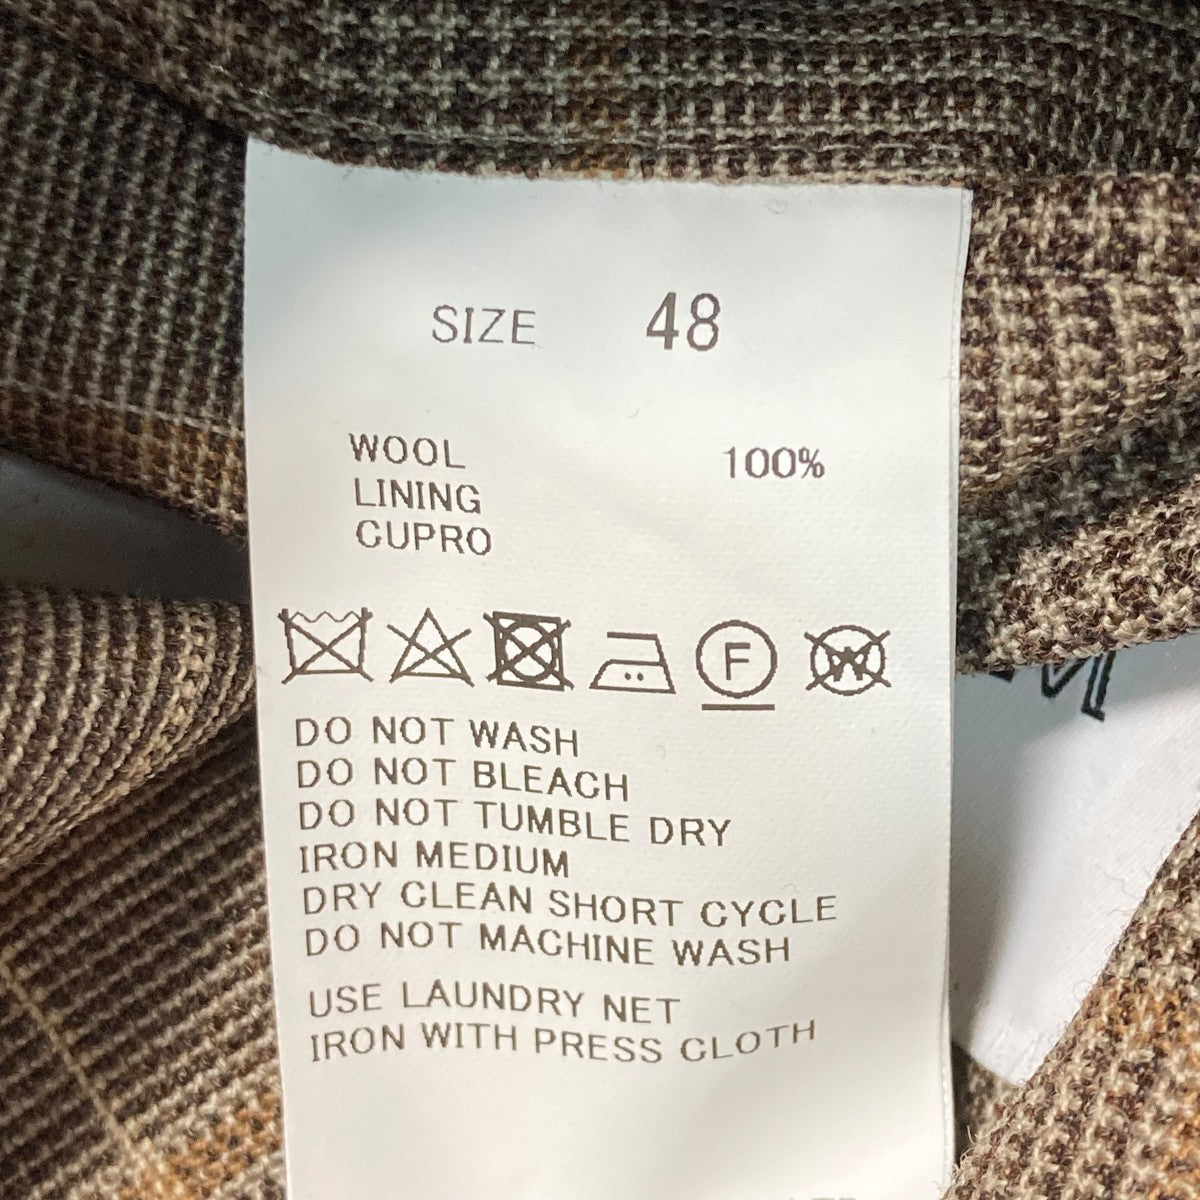 SIZE 48
WOOL 100%
LINING
CUPRO
F W
DO NOT WASH
DO NOT BLEACH
DO NOT TUMBLE DRY
IRON MEDIUM
DRY CLEAN SHORT CYCLE
DO NOT MACHINE WASH
USE LAUNDRY NET
IRON WITH PRESS CLOTH